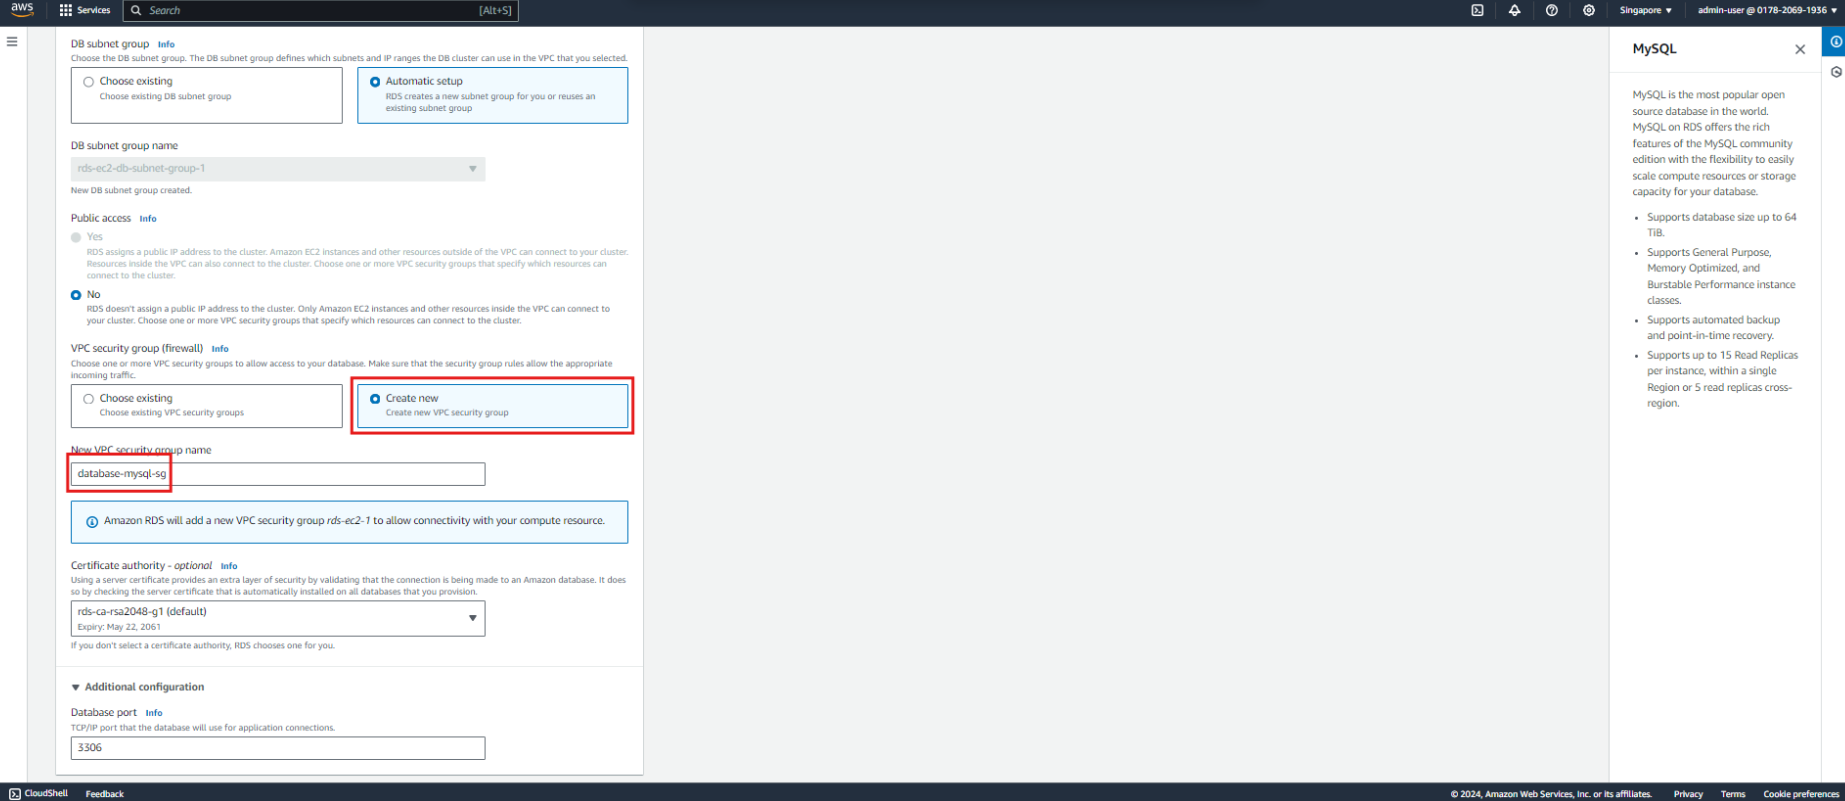 aws
Services
Search
[Alt+S]
Singapore
admin-user @ 0178-2069-1936
DB subnet group Info
Choose the DB subnet group. The DB subnet group defines which subnets and IP ranges the DB cluster can use in the VPC that you selected.
Choose existing
Choose existing DB subnet group
Automatic setup
RDS creates a new subnet group for you or reuses an
existing subnet group
DB subnet group name
rds-ec2-db-subnet-group-1
New DB subnet group created.
Public access Info
Yes
RDS assigns a public IP address to the cluster. Amazon EC2 instances and other resources outside of the VPC can connect to your cluster.
Resources inside the VPC can also connect to the cluster. Choose one or more VPC security groups that specify which resources can
connect to the cluster.
No
RDS doesn't assign a public IP address to the cluster. Only Amazon EC2 instances and other resources inside the VPC can connect to
your cluster. Choose one or more VPC security groups that specify which resources can connect to the cluster.
VPC security group (firewall) Info
Choose one or more VPC security groups to allow access to your database. Make sure that the security group rules allow the appropriate
incoming traffic.
Choose existing
Choose existing VPC security groups
Create new
Create new VPC security group
New VPC security group name
database-mysql-sg
Amazon RDS will add a new VPC security group rds-ec2-1 to allow connectivity with your compute resource.
Certificate authority - optional Info
Using a server certificate provides an extra layer of security by validating that the connection is being made to an Amazon database. It does
so by checking the server certificate that is automatically installed on all databases that you provision.
rds-ca-rsa2048-g1 (default)
Expiry: May 22, 2061
If you don't select a certificate authority, RDS chooses one for you.
Additional configuration
Database port Info
TCP/IP port that the database will use for application connections.
3306
MySQL
MySQL is the most popular open
source database in the world.
MySQL on RDS offers the rich
features of the MySQL community
edition with the flexibility to easily
scale compute resources or storage
capacity for your database.
• Supports database size up to 64
TiB.
• Supports General Purpose,
Memory Optimized, and
Burstable Performance instance
classes.
• Supports automated backup
and point-in-time recovery.
• Supports up to 15 Read Replicas
per instance, within a single
Region or 5 read replicas cross-
region.
CloudShell
Feedback
© 2024, Amazon Web Services, Inc. or its affiliates.
Privacy
Terms
Cookie preferences